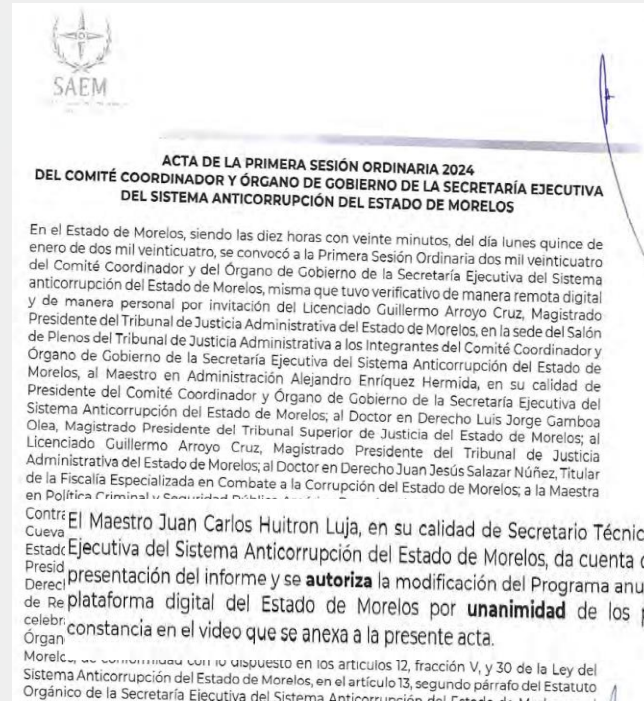 SAEM
ACTA DE LA PRIMERA SESIÓN ORDINARIA 2024
DEL COMITÉ COORDINADOR Y ÓRGANO DE GOBIERNO DE LA SECRETARÍA EJECUTIVA
DEL SISTEMA ANTICORRUPCIÓN DEL ESTADO DE MORELOS
En el Estado de Morelos, siendo las diez horas con veinte minutos, del día lunes quince de
enero de dos mil veinticuatro, se convocó a la Primera Sesión Ordinaria dos mil veinticuatro
del Comité Coordinador y del Órgano de Gobierno de la Secretaría Ejecutiva del Sistema
anticorrupción del Estado de Morelos, misma que tuvo verificativo de manera remota digital
y de manera personal por invitación del Licenciado Guillermo Arroyo Cruz, Magistrado
Presidente del Tribunal de Justicia Administrativa del Estado de Morelos, en la sede del Salón
de Plenos del Tribunal de Justicia Administrativa a los Integrantes del Comité Coordinador y
Órgano de Gobierno de la Secretaría Ejecutiva del Sistema Anticorrupción del Estado de
Morelos, al Maestro en Administración Alejandro Enríquez Hermida, en su calidad de
Presidente del Comité Coordinador y Órgano de Gobierno de la Secretaría Ejecutiva del
Sistema Anticorrupción del Estado de Morelos; al Doctor en Derecho Luis Jorge Gamboa
Olea, Magistrado Presidente del Tribunal Superior de Justicia del Estado de Morelos; al
Licenciado Guillermo Arroyo Cruz, Magistrado Presidente del Tribunal de Justicia
Administrativa del Estado de Morelos; al Doctor en Derecho Juan Jesús Salazar Núñez, Titular
de la Fiscalía Especializada en Combate a la Corrupción del Estado de Morelos; a la Maestra
en Política Criminal y Seguridad Pública
Contra
El Maestro Juan Carlos Huitron Luja, en su calidad de Secretario Técnic
Cueva
Estado
Ejecutiva del Sistema Anticorrupción del Estado de Morelos, da cuenta
Presid
presentación del informe y se autoriza la modificación del Programa anu
Derec
de Re
plataforma digital del Estado de Morelos por unanimidad de los
celebr
Órgan
constancia en el video que se anexa a la presente acta.
de conformidad con lo dispuesto en los artículos 12, fracción V, y 30 de la Ley del
Sistema Anticorrupción del Estado de Morelos, en el artículo 13, segundo párrafo del Estatuto
Orgánico de la Secretaría Ejecutiva del Sistema Anticorrupción del Estado de